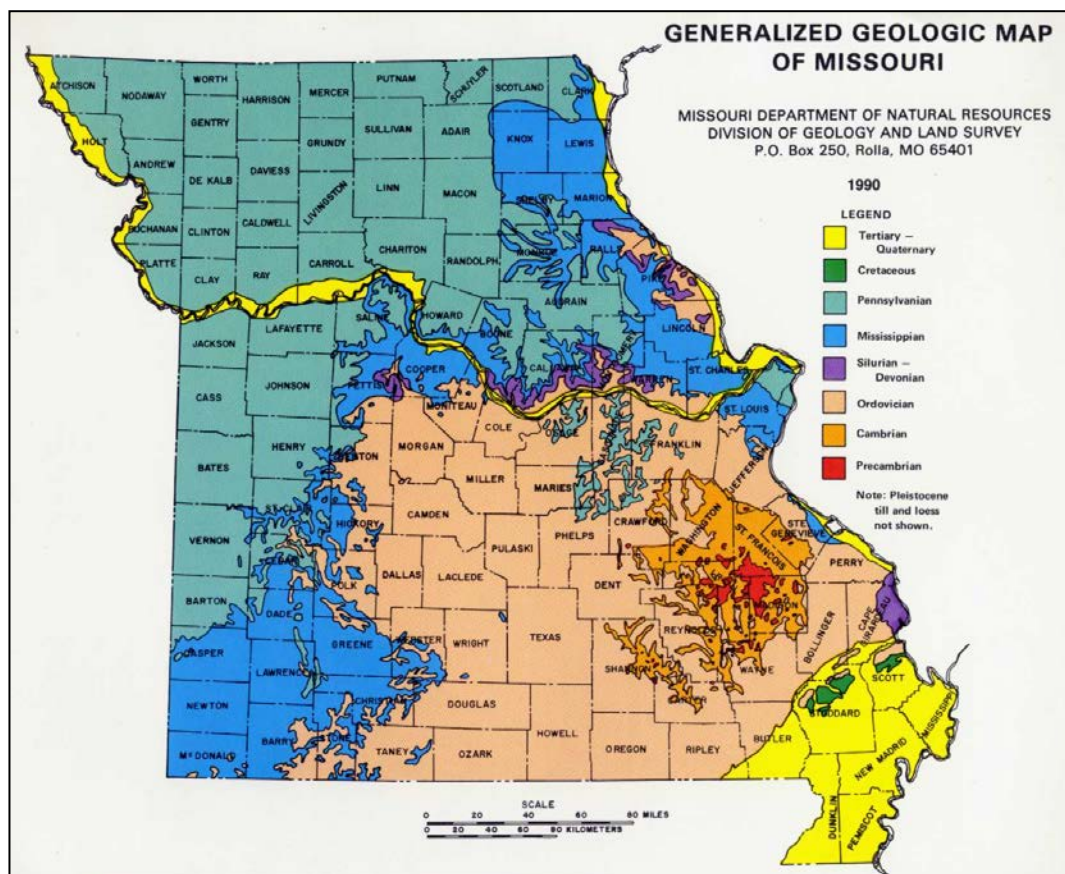 GENERALIZED GEOLOGIC MAP
OF MISSOURI
MISSOURI DEPARTMENT OF NATURAL RESOURCES
DIVISION OF GEOLOGY AND LAND SURVEY
P.O. Box 250, Rolla, MO 65401
1990
LEGEND
Tertiary –
Quaternary
Cretaceous
Pennsylvanian
Mississippian
Silurian –
Devonian
Ordovician
Cambrian
Precambrian
Note: Pleistocene
till and loess
not shown.
ATCHISON
NODAWAY
WORTH
HARRISON
MERCER
PUTNAM
SCHUYLER
SCOTLAND
CLARK
HOLT
GENTRY
GRUNDY
SULLIVAN
ADAIR
KNOX
LEWIS
ANDREW
DE KALB
DAVIESS
LIVINGSTON
LINN
MACON
SHELBY
MARION
BUCHANAN
CLINTON
CALDWELL
CHARITON
RANDOLPH
MONROE
RALLS
PIKE
PLATTE
CLAY
RAY
CARROLL
HOWARD
BOONE
AUDRAIN
LINCOLN
JACKSON
LAFAYETTE
SALINE
COOPER
WARREN
ST. CHARLES
CASS
JOHNSON
PETTIS
MONITEAU
COLE
OSAGE
FRANKLIN
ST. LOUIS
BATES
HENRY
BENTON
MORGAN
MILLER
MARIES
JEFFERSON
VERNON
ST. CLAIR
HICKORY
CAMDEN
PULASKI
PHELPS
CRAWFORD
WASHINGTON
ST. FRANCOIS
STE.
GENEVIEVE
PERRY
CEDAR
POLK
DALLAS
LACLEDE
DENT
MADISON
BOLLINGER
CAPE
GIRARDEAU
BARTON
DADE
GREENE
WEBSTER
WRIGHT
TEXAS
REYNOLDS
WAYNE
JASPER
LAWRENCE
SHANNON
SCOTT
STODDARD
MISSISSIPPI
NEWTON
CHRISTIAN
DOUGLAS
CARTER
BUTLER
McDONALD
BARRY
STONE
TANEY
OZARK
HOWELL
OREGON
RIPLEY
NEW MADRID
DUNKLIN
PEMISCOT
SCALE
0 20 40 60 80 MILES
0 20 40 60 80 KILOMETERS